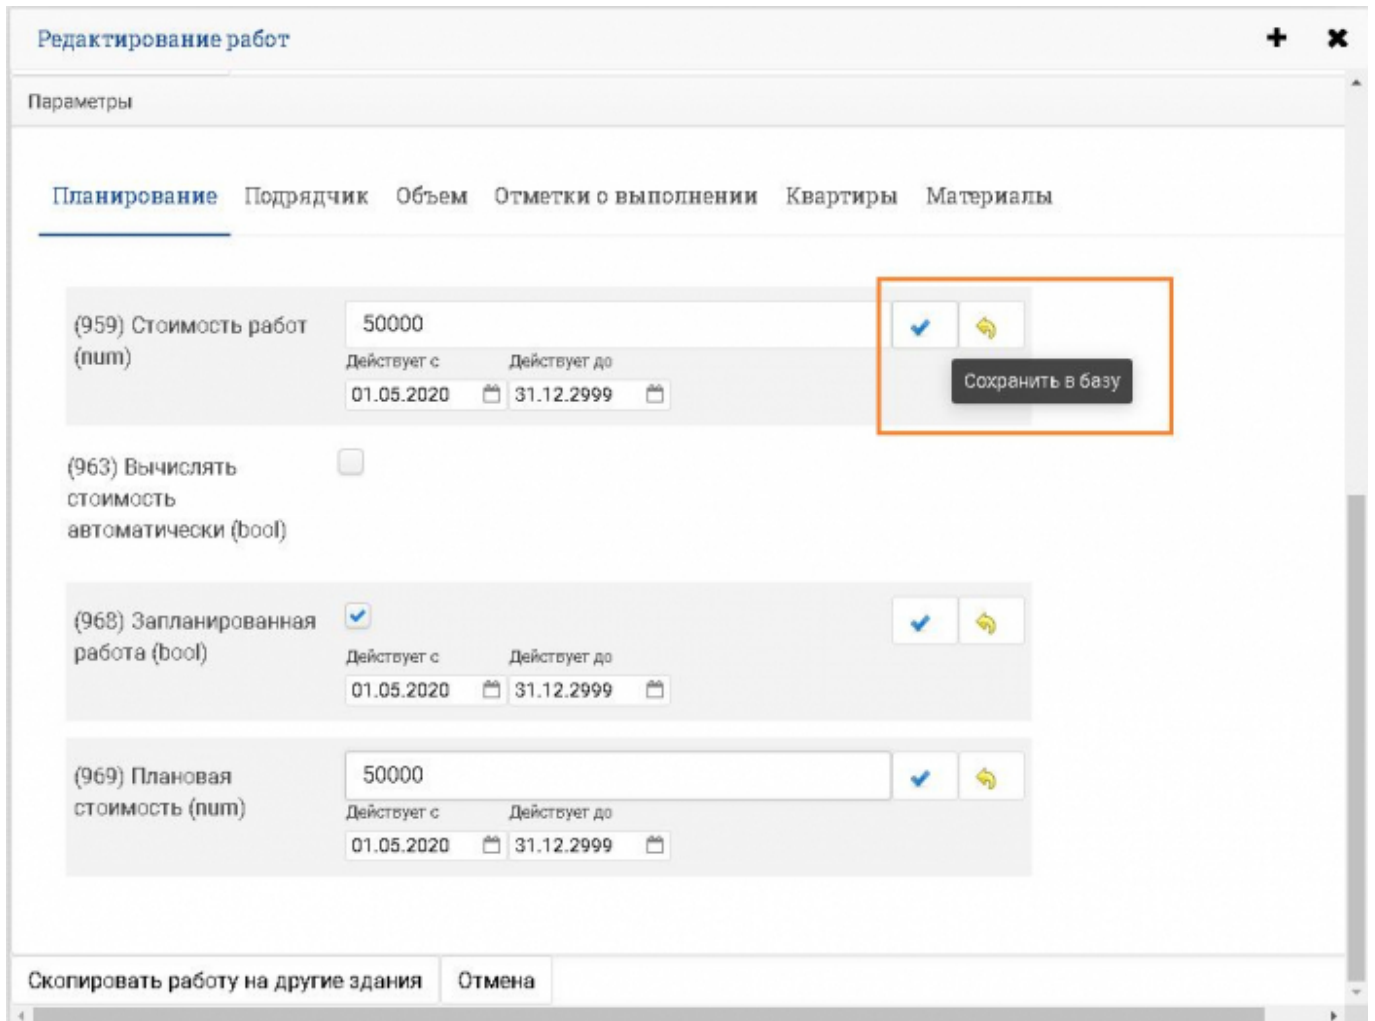 Редактирование работ
Параметры
Планирование Подрядчик Объем Отметки о выполнении Квартиры Материалы
(959) Стоимость работ
(num)
50000
Действует с Действует до
01.05.2020 31.12.2999
Сохранить в базу
(963) Вычислять
стоимость
автоматически (bool)
(968) Запланированная
работа (bool)
Действует с Действует до
01.05.2020 31.12.2999
(969) Плановая
стоимость (num)
50000
Действует с Действует до
01.05.2020 31.12.2999
Скопировать работу на другие здания Отмена